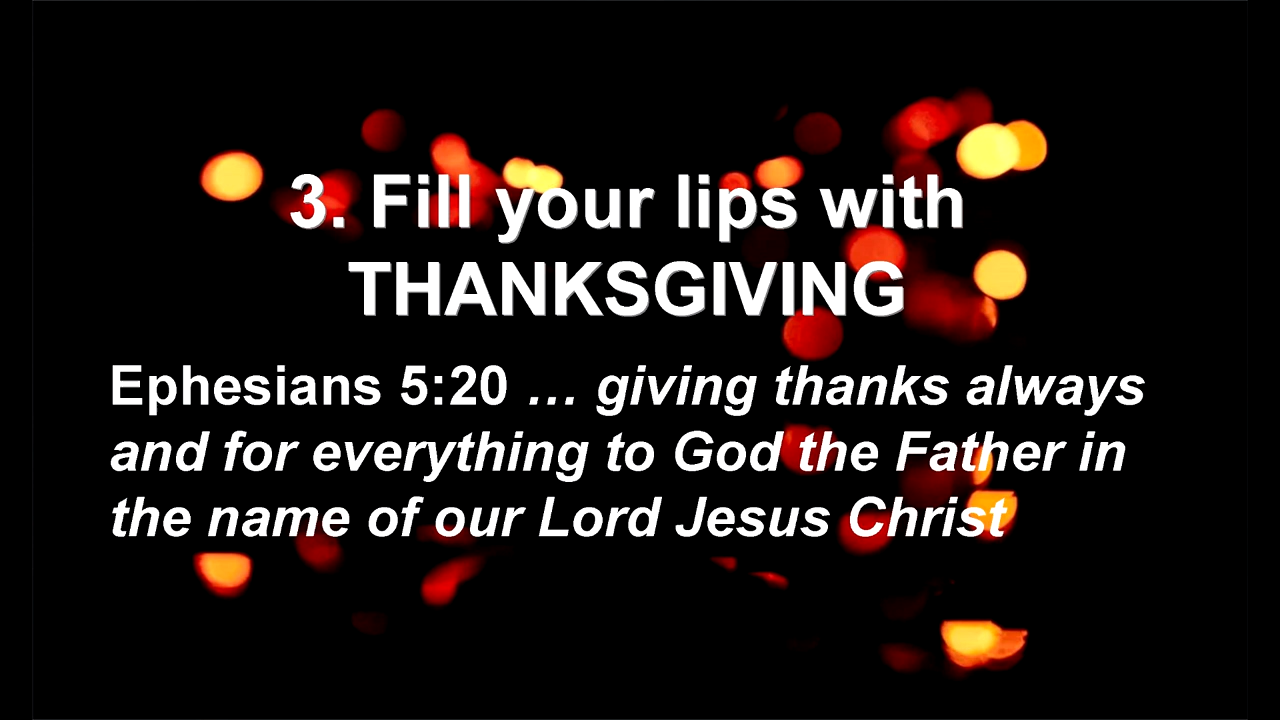 3. Fill your lips with
THANKSGIVING
Ephesians 5:20 … giving thanks always
and for everything to God the Father in
the name of our Lord Jesus Christ